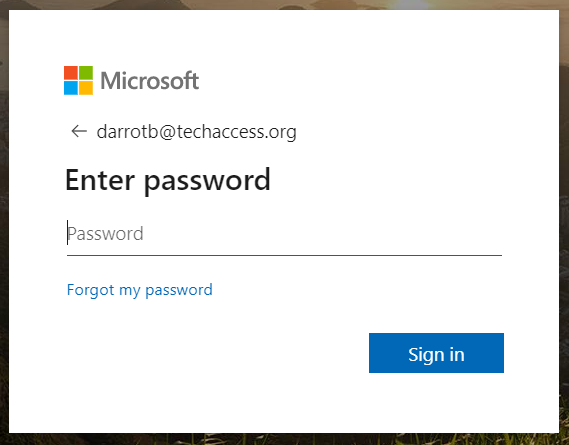 Microsoft
darrotb@techaccess.org
Enter password
Password
Forgot my password
Sign in